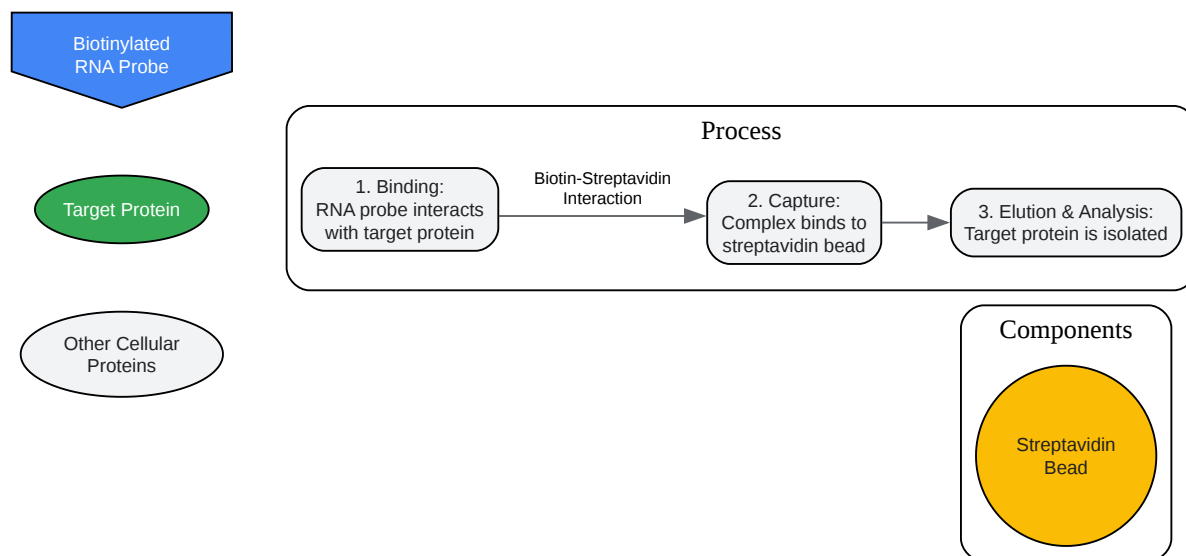 Biotinylated
RNA Probe
Target Protein
Other Cellular
Proteins
Process
1. Binding:
RNA probe interacts
with target protein
Biotin-Streptavidin
Interaction
2. Capture:
Complex binds to
streptavidin bead
3. Elution & Analysis:
Target protein is isolated
Components
Streptavidin
Bead